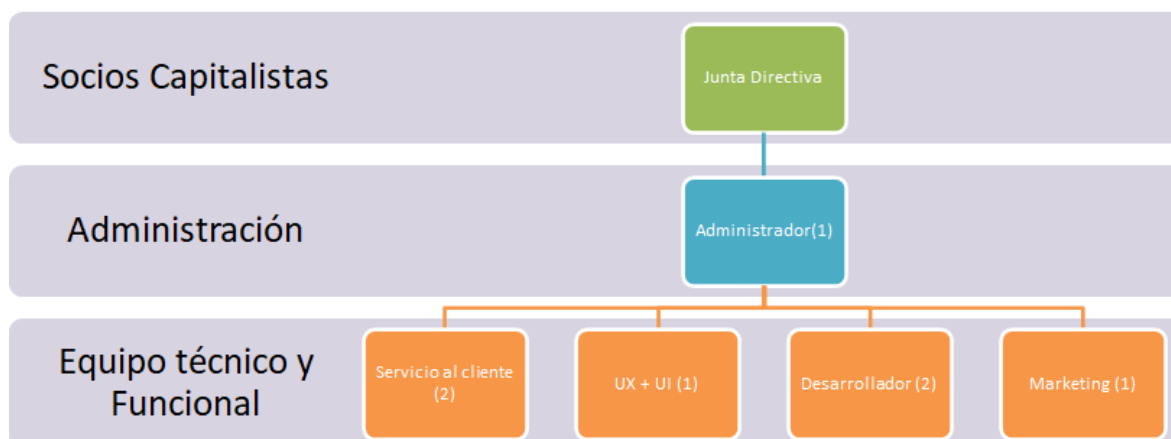 Socios Capitalistas
Junta Directiva
Administración
Administrador(1)
Equipo técnico y
Funcional
Servicio al cliente
(2)
UX + UI (1)
Desarrollador (2)
Marketing (1)